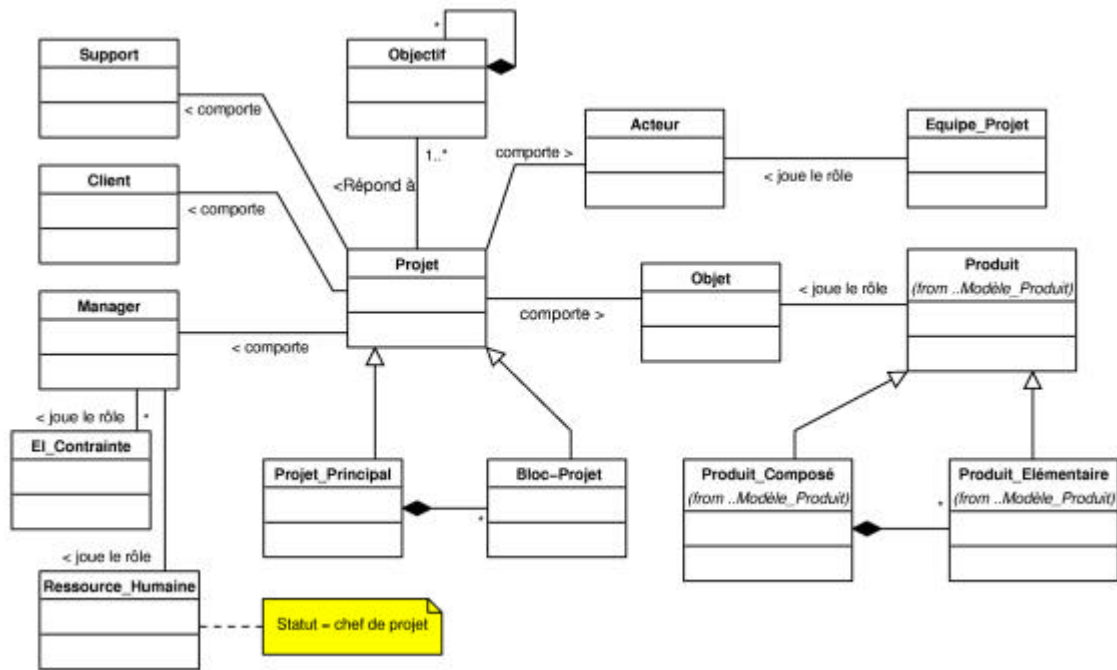 *
Support
Objectif
< comporte
Acteur
Equipe_Projet
1..*
comporte >
<Répond à
< joue le rôle
Client
< comporte
Projet
Objet
Produit
(from ..Modèle_Produit)
< joue le rôle
Manager
comporte >
< comporte
< joue le rôle
*
El_Contrainte
Projet_Principal
Bloc–Projet
Produit_Composé
(from ..Modèle_Produit)
Produit_Elémentaire
(from ..Modèle_Produit)
*
*
< joue le rôle
Ressource_Humaine
Statut = chef de projet